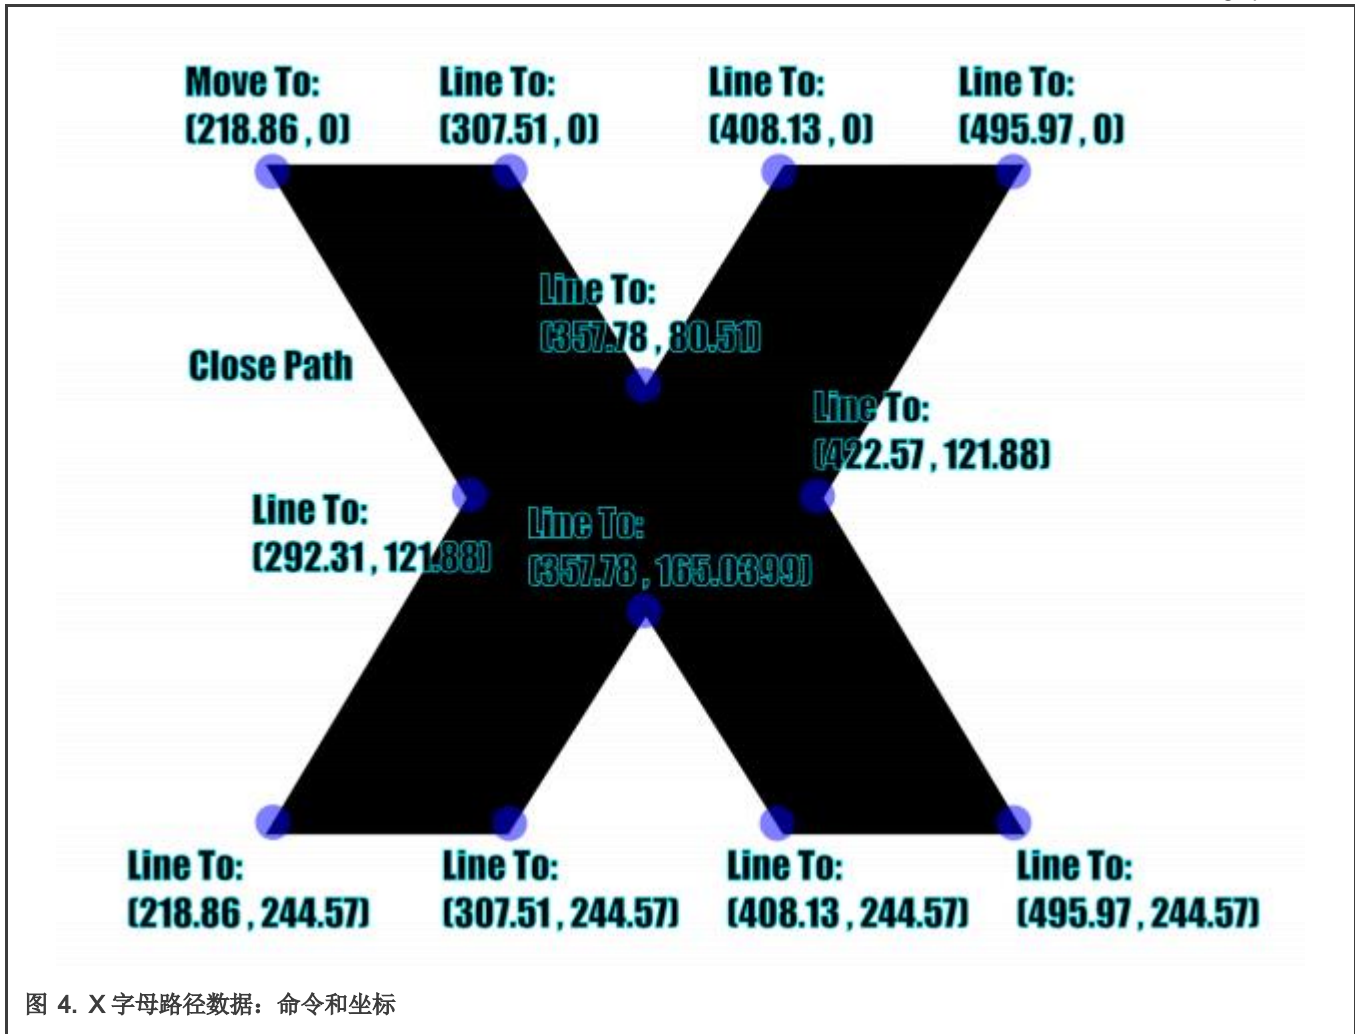 Move To:
(218.86 , 0)
Line To:
(307.51 , 0)
Line To:
(408.13 , 0)
Line To:
(495.97 , 0)
Line To:
(357.78 , 80.51)
Close Path
Line To:
(422.57 , 121.88)
Line To:
(292.31 , 121.88)
Line To:
(357.78 , 165.0399)
Line To:
(218.86 , 244.57)
Line To:
(307.51 , 244.57)
Line To:
(408.13 , 244.57)
Line To:
(495.97 , 244.57)
图 4. X 字母路径数据：命令和坐标